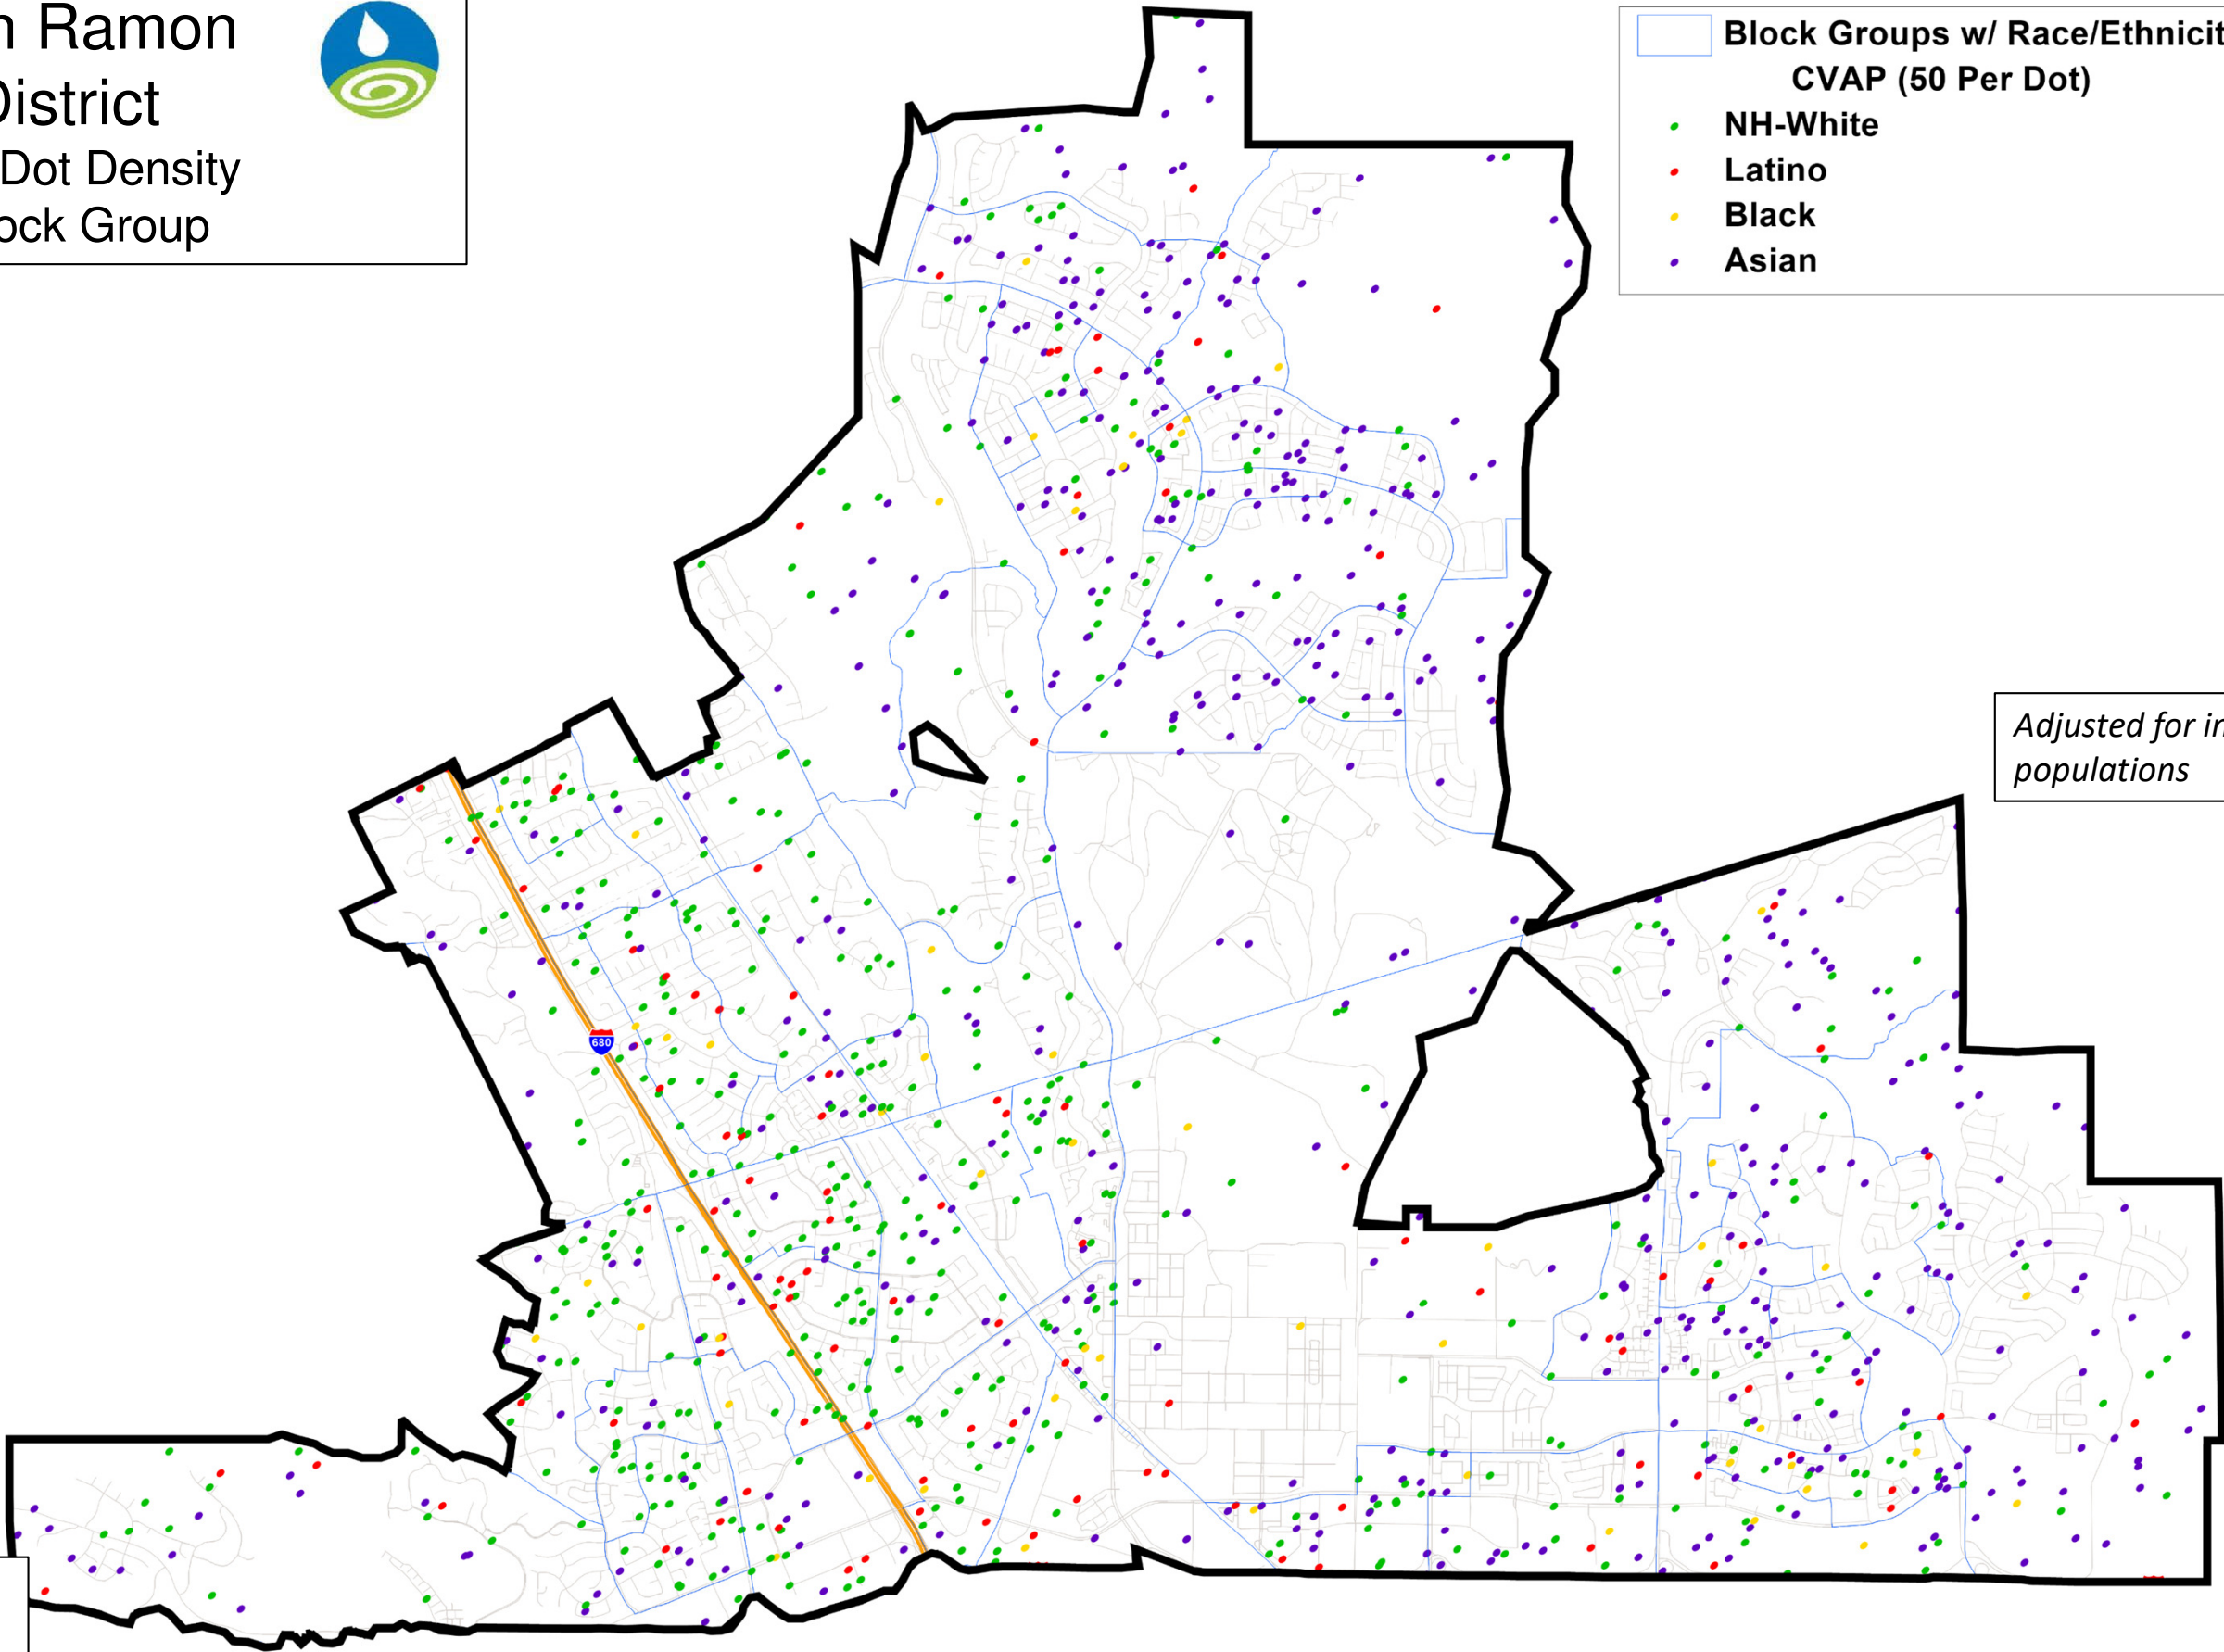 n Ramon
District
Dot Density
ock Group
Block Groups w/ Race/Ethnicit
CVAP (50 Per Dot)
NH-White
Latino
Black
Asian
Adjusted for in
populations
680